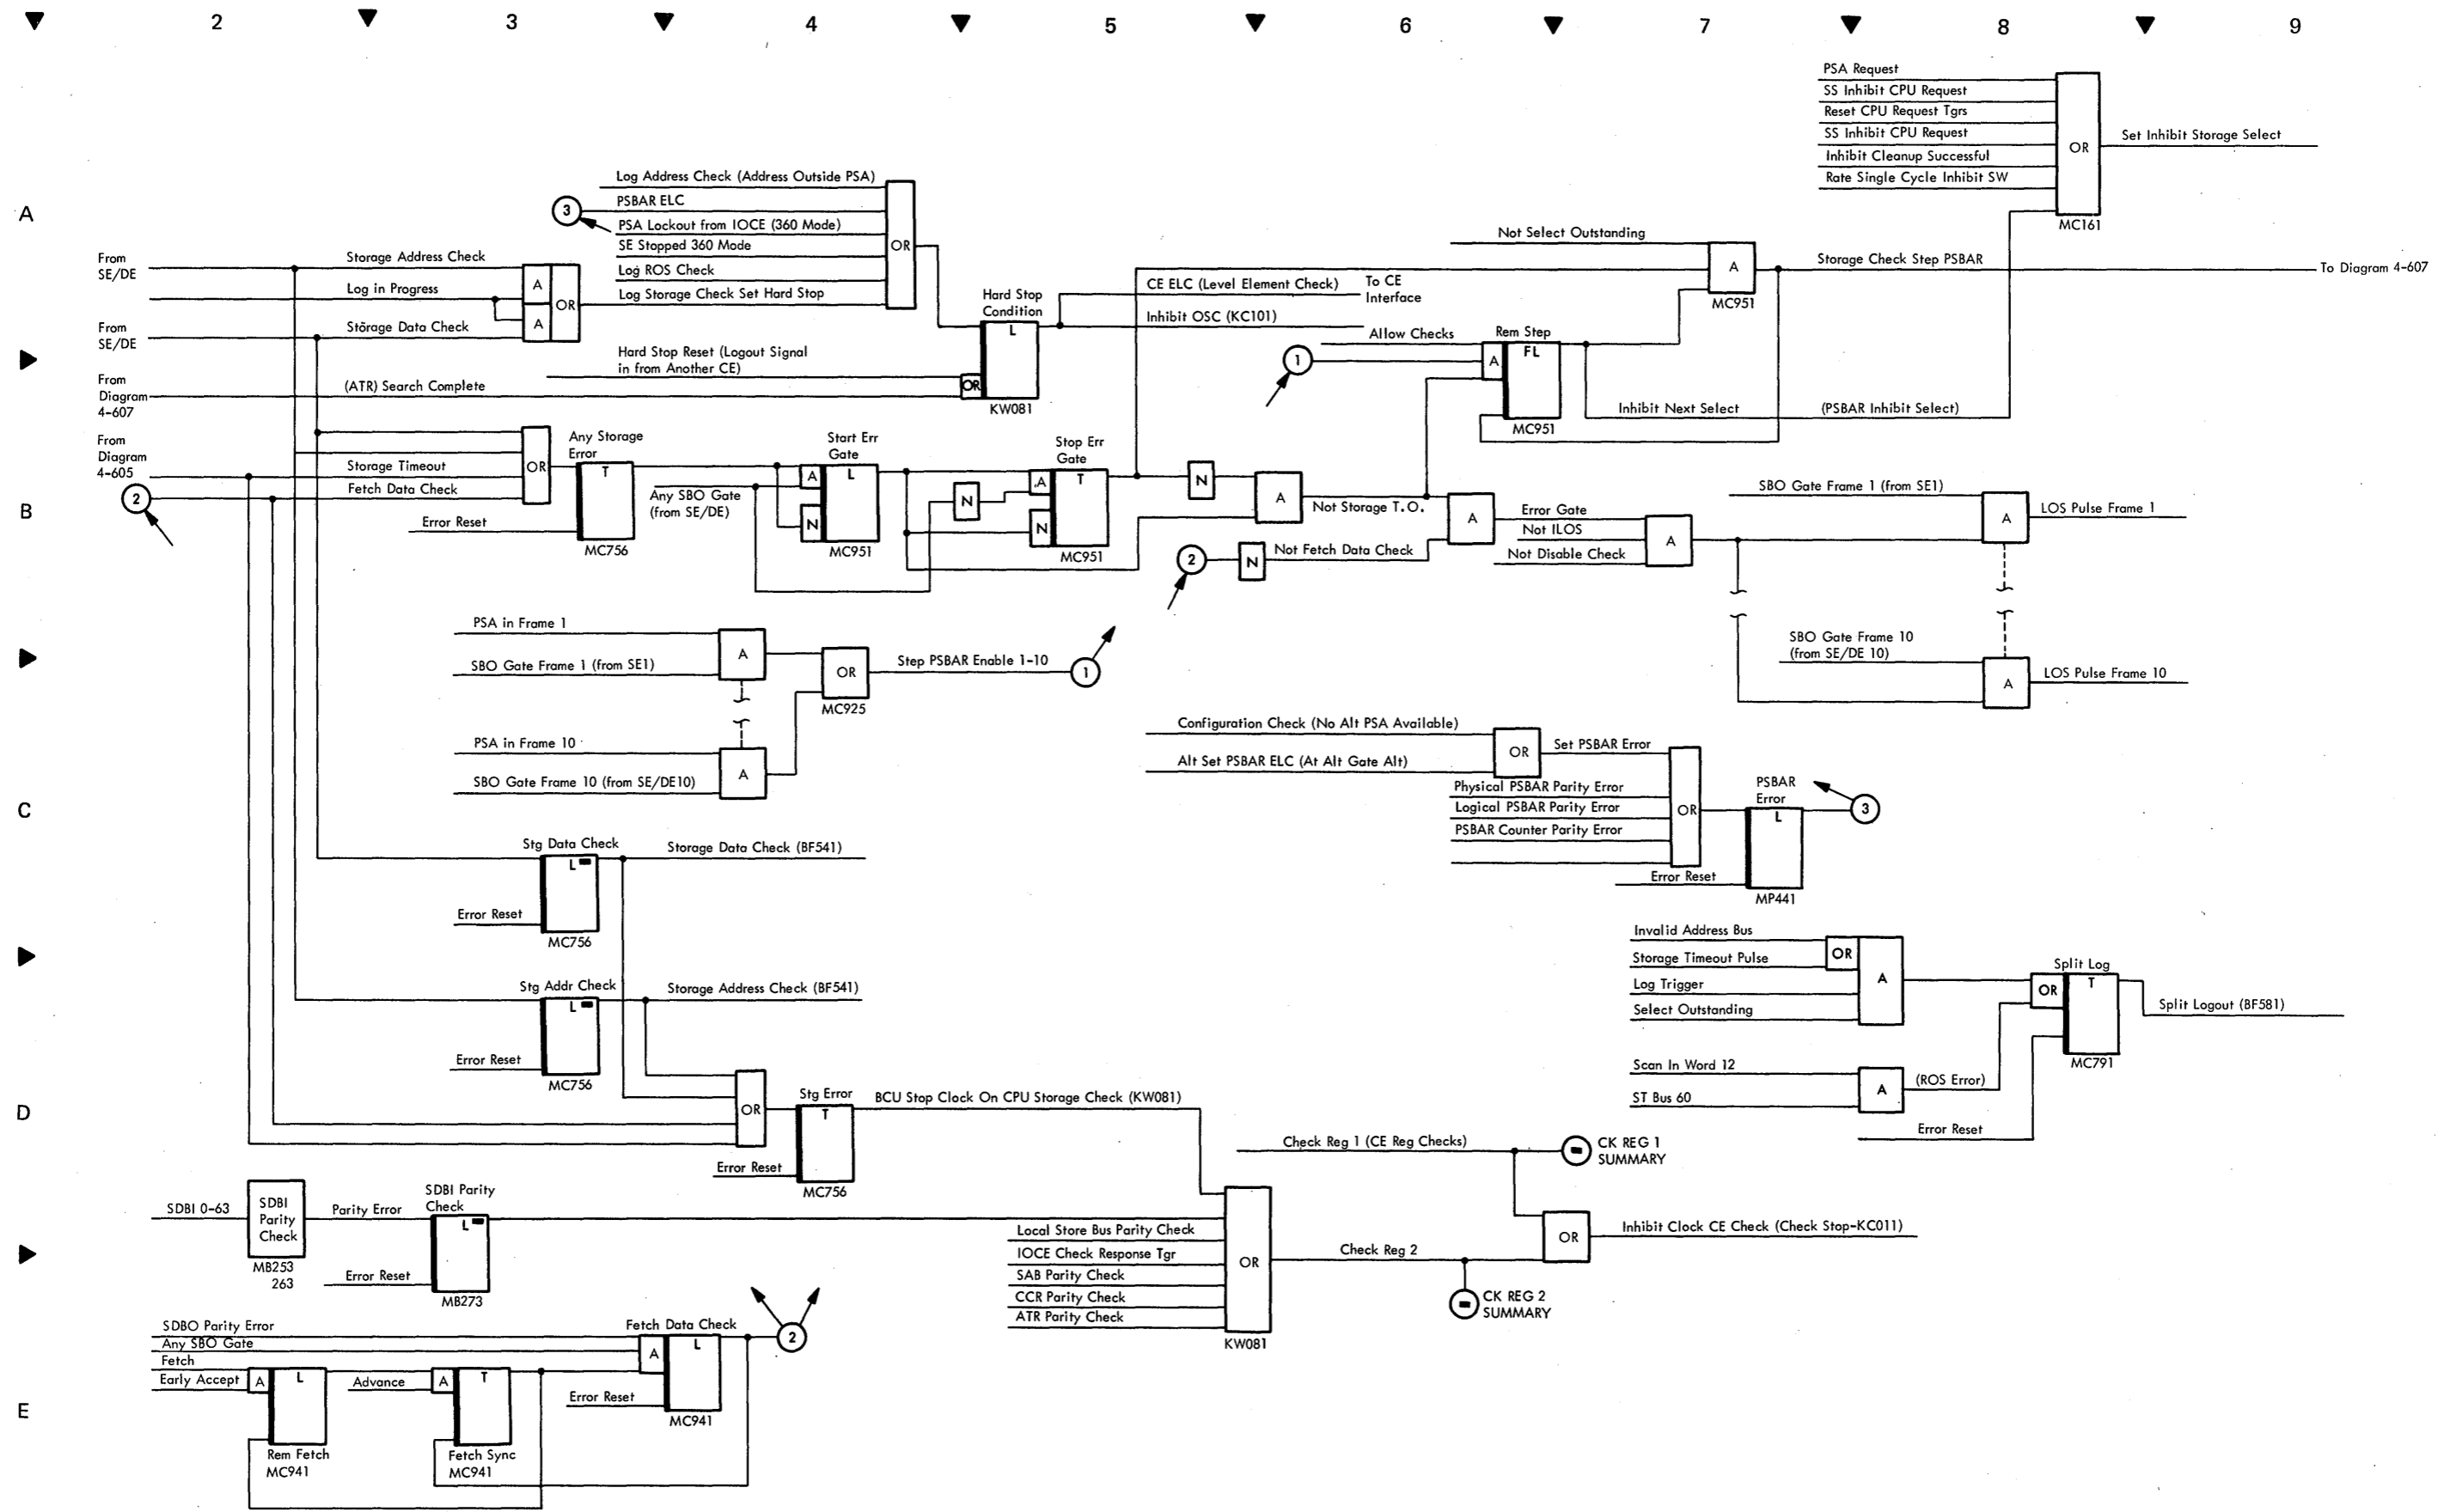 2 3 4 5 6 7 8 9
A
B
C
D
E
PSA Request
SS Inhibit CPU Request
Reset CPU Request Tgrs
SS Inhibit CPU Request
Inhibit Cleanup Successful
Rate Single Cycle Inhibit SW
OR
MC161
Set Inhibit Storage Select
Log Address Check (Address Outside PSA)
3
PSBAR ELC
PSA Lockout from IOCE (360 Mode)
SE Stopped 360 Mode
Log ROS Check
Log Storage Check Set Hard Stop
OR
From
SE/DE
Storage Address Check
Log in Progress
From
SE/DE
Storage Data Check
A
A
OR
Hard Stop
Condition
L
OR
KW081
CE ELC (Level Element Check)
To CE
Interface
Inhibit OSC (KC101)
Hard Stop Reset (Logout Signal
in from Another CE)
From
Diagram
4-607
(ATR) Search Complete
Not Select Outstanding
A
MC951
Storage Check Step PSBAR
To Diagram 4-607
Allow Checks
1
Rem Step
A
FL
MC951
Inhibit Next Select
(PSBAR Inhibit Select)
From
Diagram
4-605
Storage Timeout
2
Fetch Data Check
OR
Any Storage
Error
T
Error Reset
MC756
Any SBO Gate
(from SE/DE)
Start Err
Gate
A
L
N
MC951
N
Stop Err
Gate
A
T
N
MC951
N
A
Not Storage T.O.
2
N
Not Fetch Data Check
A
Error Gate
Not ILOS
Not Disable Check
A
SBO Gate Frame 1 (from SE1)
A
LOS Pulse Frame 1
SBO Gate Frame 10
(from SE/DE 10)
A
LOS Pulse Frame 10
PSA in Frame 1
SBO Gate Frame 1 (from SE1)
A
OR
MC925
Step PSBAR Enable 1-10
1
PSA in Frame 10
SBO Gate Frame 10 (from SE/DE10)
A
Configuration Check (No Alt PSA Available)
Alt Set PSBAR ELC (At Alt Gate Alt)
OR
Set PSBAR Error
Physical PSBAR Parity Error
Logical PSBAR Parity Error
PSBAR Counter Parity Error
OR
PSBAR
Error
L
3
Error Reset
MP441
Stg Data Check
L
Storage Data Check (BF541)
Error Reset
MC756
Stg Addr Check
L
Storage Address Check (BF541)
Error Reset
MC756
Invalid Address Bus
Storage Timeout Pulse
Log Trigger
Select Outstanding
OR
A
Split Log
OR
T
MC791
Split Logout (BF581)
Scan In Word 12
ST Bus 60
A
(ROS Error)
Error Reset
OR
Stg Error
T
BCU Stop Clock On CPU Storage Check (KW081)
Error Reset
MC756
Check Reg 1 (CE Reg Checks)
CK REG 1
SUMMARY
SDBI 0-63
SDBI
Parity
Check
MB253
263
Parity Error
SDBI Parity
Check
L
Error Reset
MB273
Local Store Bus Parity Check
IOCE Check Response Tgr
SAB Parity Check
CCR Parity Check
ATR Parity Check
OR
KW081
Check Reg 2
CK REG 2
SUMMARY
OR
Inhibit Clock CE Check (Check Stop-KC011)
SDBO Parity Error
Any SBO Gate
Fetch
Early Accept
A
L
Rem Fetch
MC941
Advance
A
T
Fetch Sync
MC941
Fetch Data Check
A
L
2
Error Reset
MC941